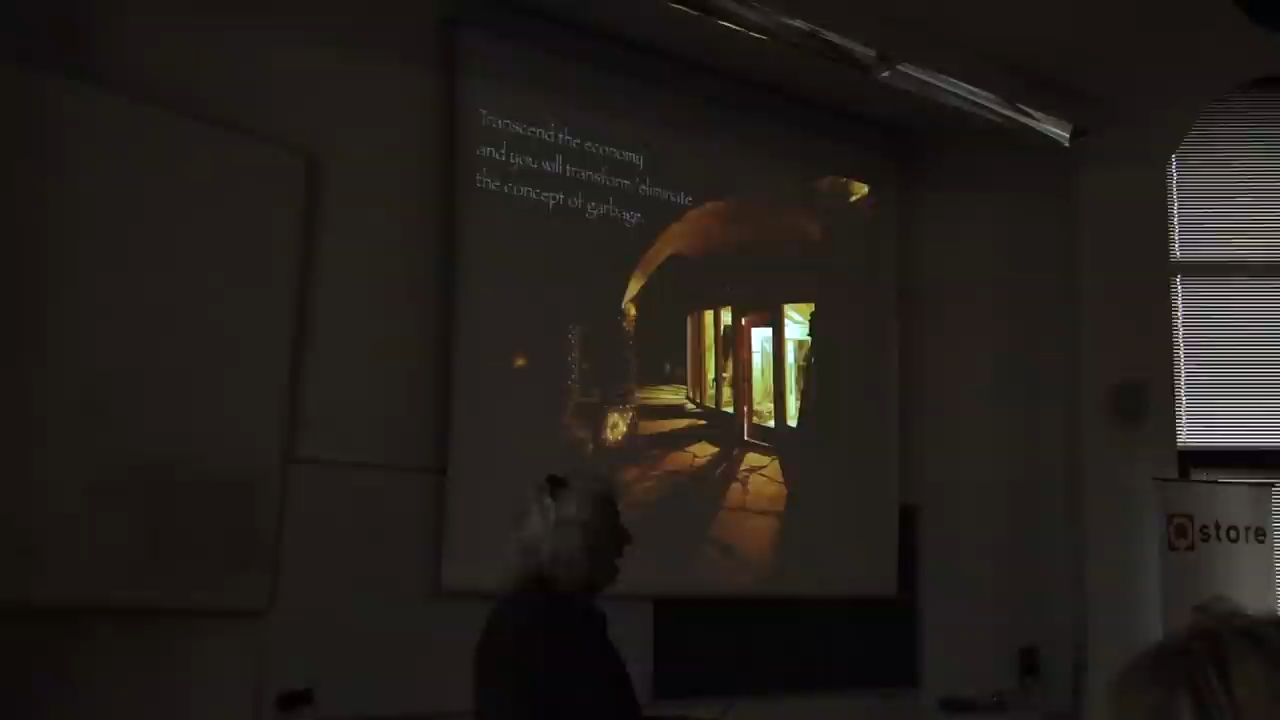 Transcend the economy
and you will transform/eliminate
the concept of garbage.
store